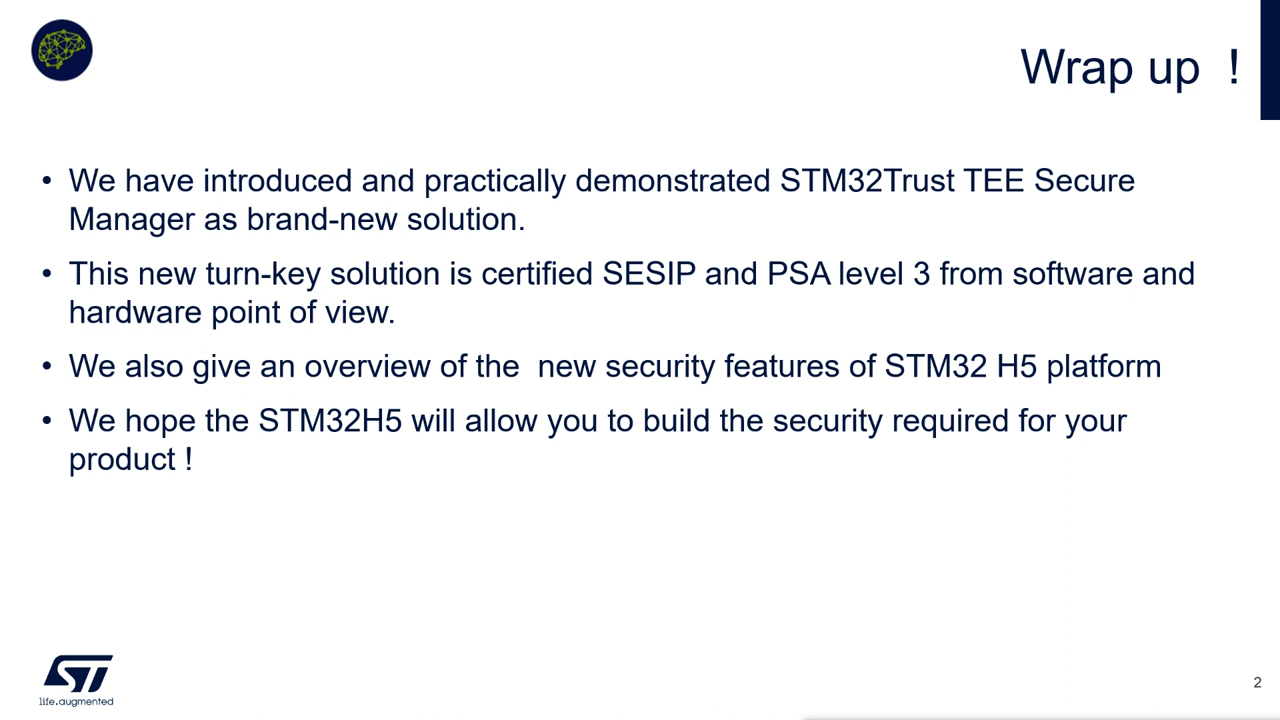 Wrap up  !
• We have introduced and practically demonstrated STM32Trust TEE Secure
Manager as brand-new solution.
• This new turn-key solution is certified SESIP and PSA level 3 from software and
hardware point of view.
• We also give an overview of the  new security features of STM32 H5 platform
• We hope the STM32H5 will allow you to build the security required for your
product !
ST
life.augmented
2